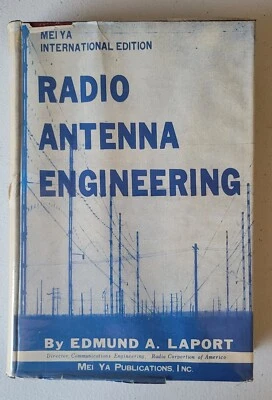 MEI YA
INTERNATIONAL EDITION
RADIO
ANTENNA
ENGINEERING
By EDMUND A. LAPORT
Director, Communications Engineering Radio Corportion of America
MEI YA PUBLICATIONS, INC.